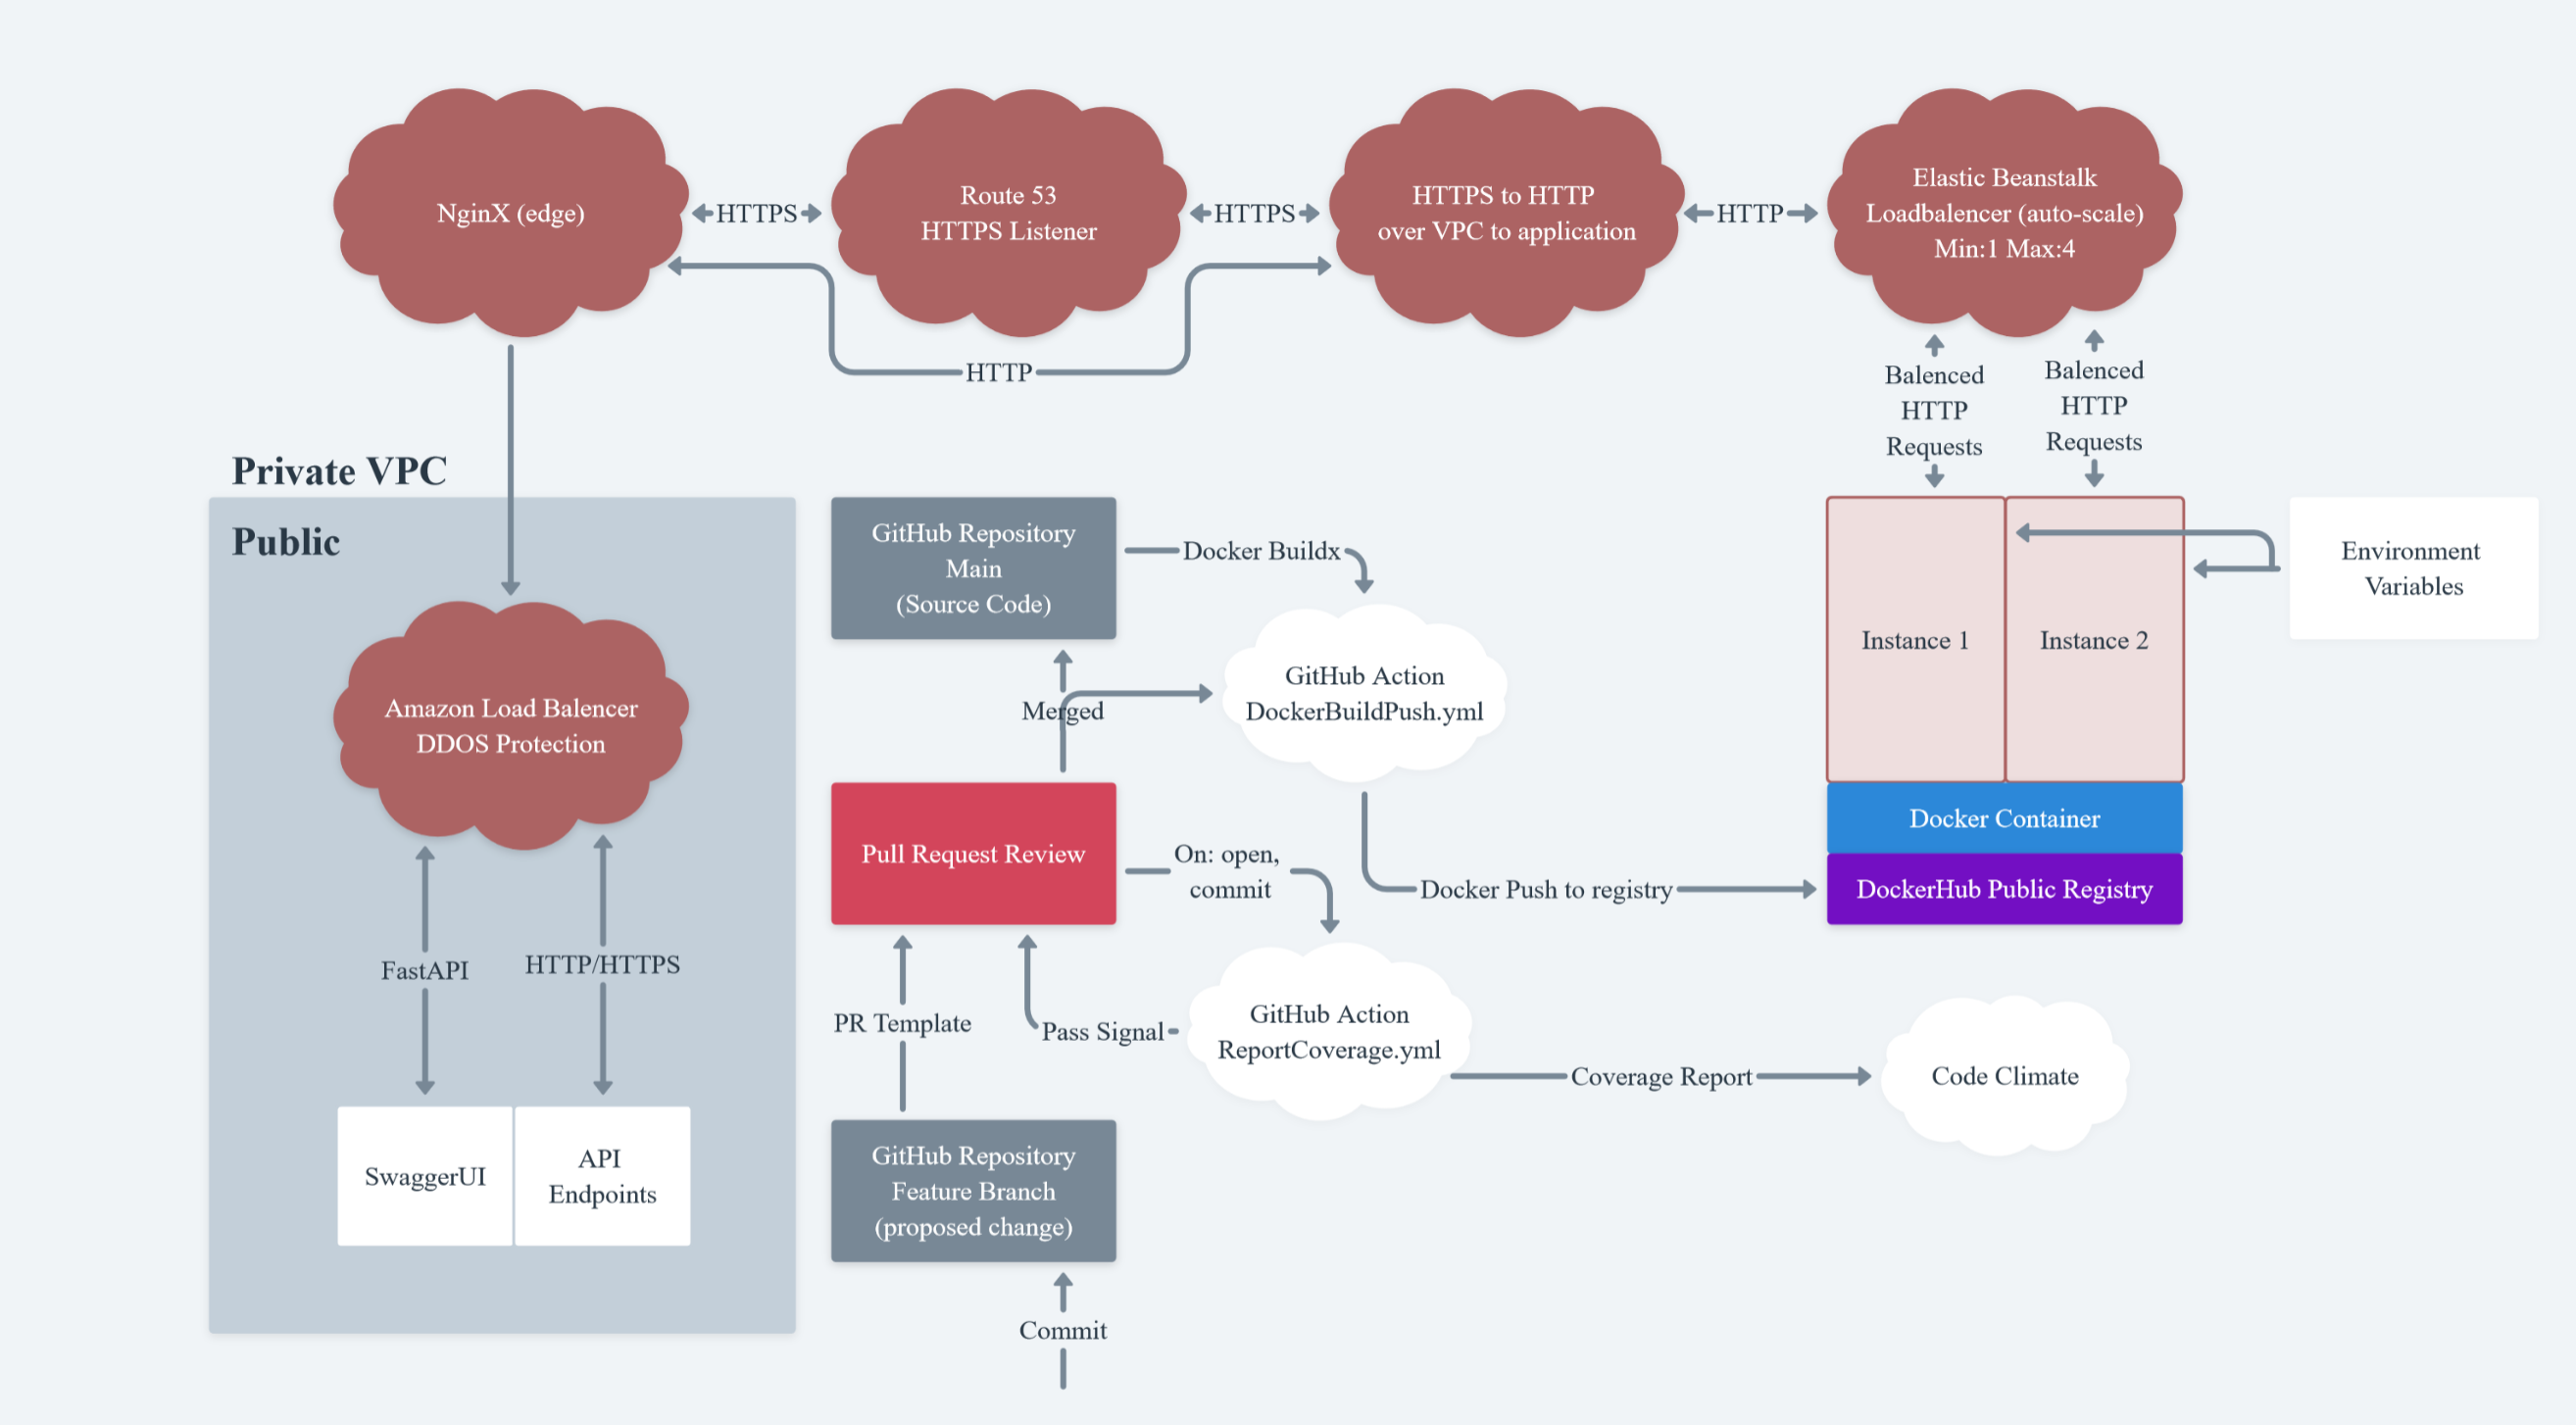 NginX (edge)
HTTPS
Route 53
HTTPS Listener
HTTPS
HTTPS to HTTP
over VPC to application
HTTP
Elastic Beanstalk
Loadbalencer (auto-scale)
Min:1 Max:4
HTTP
Balenced
HTTP
Requests
Balenced
HTTP
Requests
Private VPC
Public
Amazon Load Balencer
DDOS Protection
FastAPI
HTTP/HTTPS
SwaggerUI
API
Endpoints
GitHub Repository
Main
(Source Code)
Docker Buildx
GitHub Action
DockerBuildPush.yml
Merged
Pull Request Review
On: open,
commit
Docker Push to registry
PR Template
Pass Signal
GitHub Action
ReportCoverage.yml
Coverage Report
Code Climate
GitHub Repository
Feature Branch
(proposed change)
Commit
Instance 1
Instance 2
Environment
Variables
Docker Container
DockerHub Public Registry